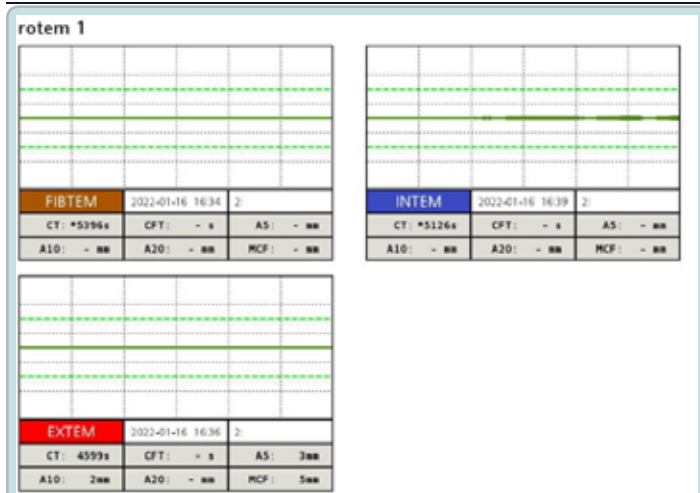 rotem 1
FIBTEM 2022-01-16 16:34 2:
CT: *5396s CFT: - s A5: - mm
A10: - mm A20: - mm MCF: - mm
INTEM 2022-01-16 16:39 2:
CT: *5126s CFT: - s A5: - mm
A10: - mm A20: - mm MCF: - mm
EXTEM 2022-01-16 16:36 2:
CT: 4599s CFT: - s A5: 3mm
A10: 2mm A20: - mm MCF: 5mm